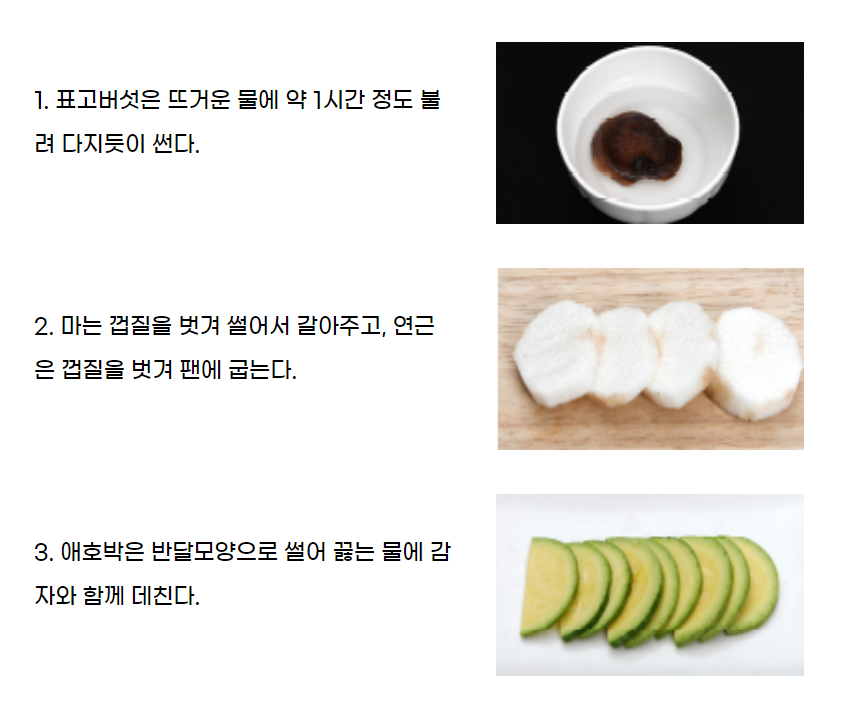 1. 표고버섯은 뜨거운 물에 약 1시간 정도 불
려 다지듯이 썬다.
2. 마는 껍질을 벗겨 썰어서 갈아주고, 연근
은 껍질을 벗겨 팬에 굽는다.
3. 애호박은 반달모양으로 썰어 끓는 물에 감
자와 함께 데친다.